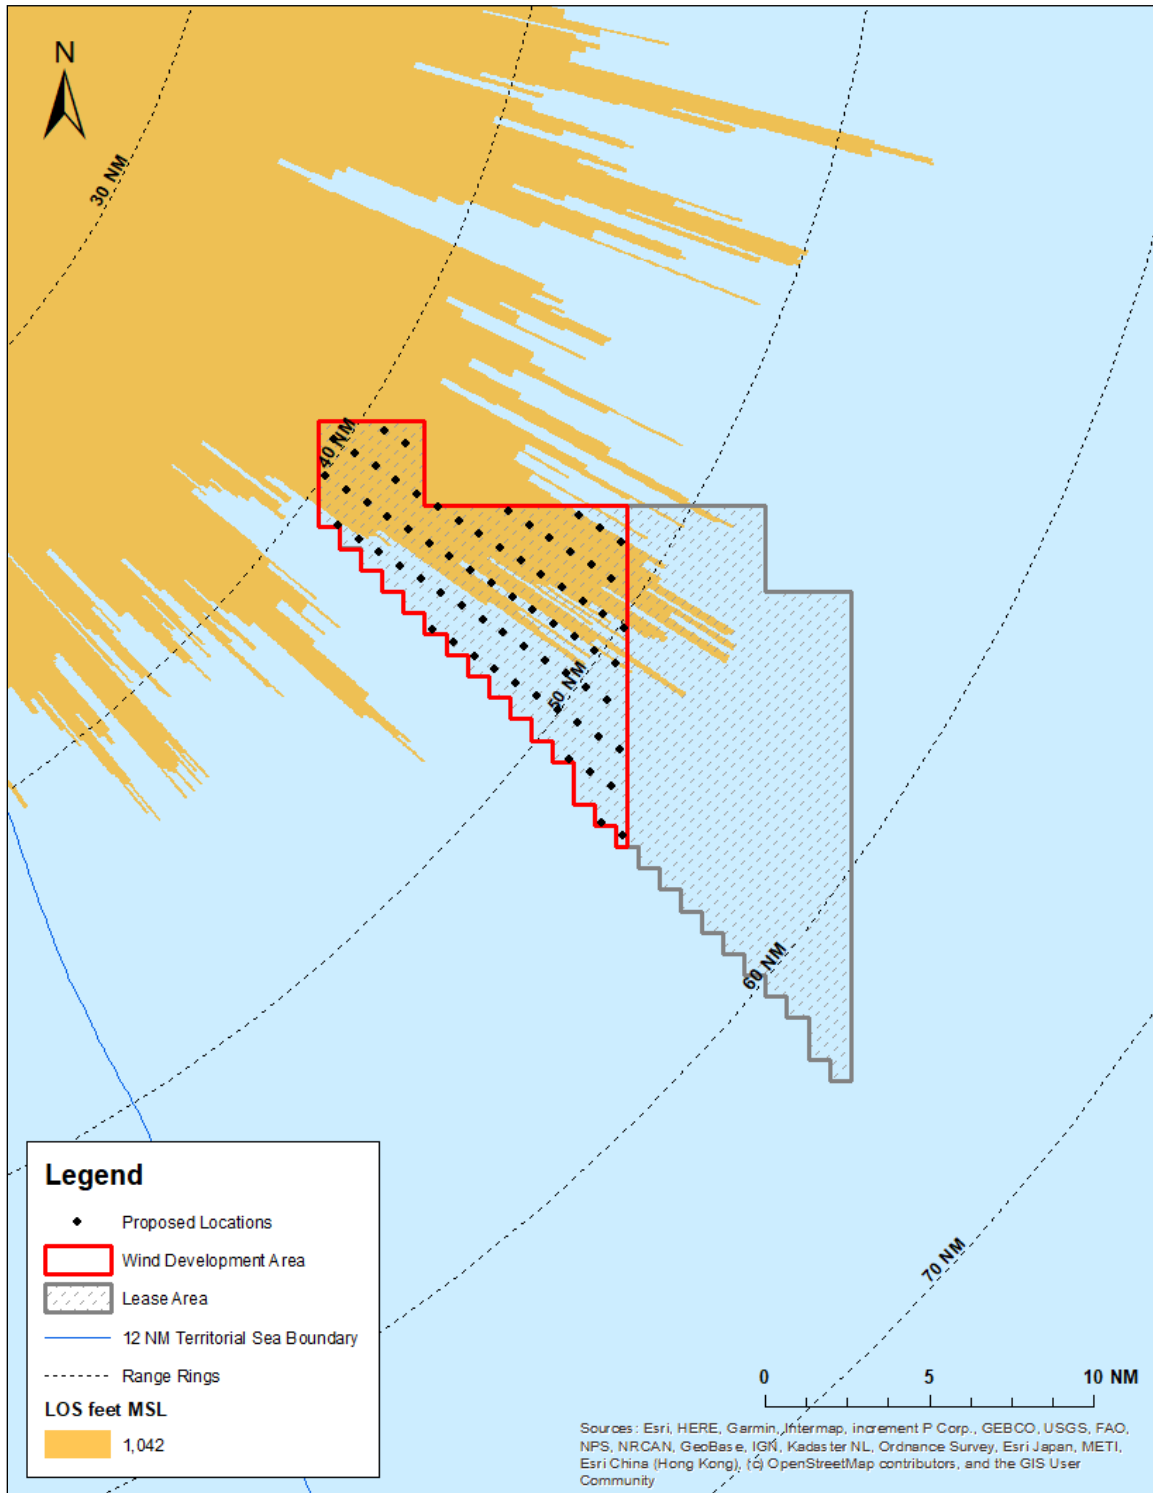 N
30 NM
40 NM
50 NM
60 NM
70 NM
Legend
Proposed Locations
Wind Development Area
Lease Area
12 NM Territorial Sea Boundary
Range Rings
LOS feet MSL
1,042
0 5 10 NM
Sources: Esri, HERE, Garmin, Intermap, increment P Corp., GEBCO, USGS, FAO,
NPS, NRCAN, GeoBase, IGN, Kadaster NL, Ordnance Survey, Esri Japan, METI,
Esri China (Hong Kong), (c) OpenStreetMap contributors, and the GIS User
Community